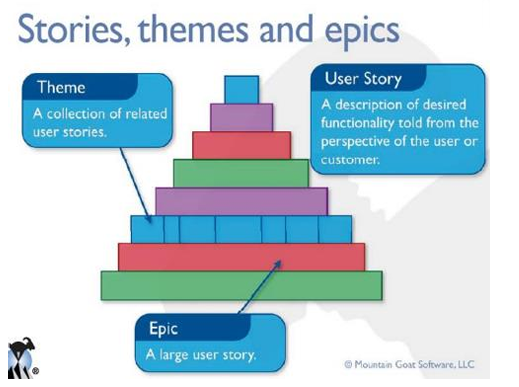 Stories, themes and epics
Theme
A collection of related
user stories.
User Story
A description of desired
functionality told from the
perspective of the user or
customer.
Epic
A large user story.
®
© Mountain Goat Software, LLC